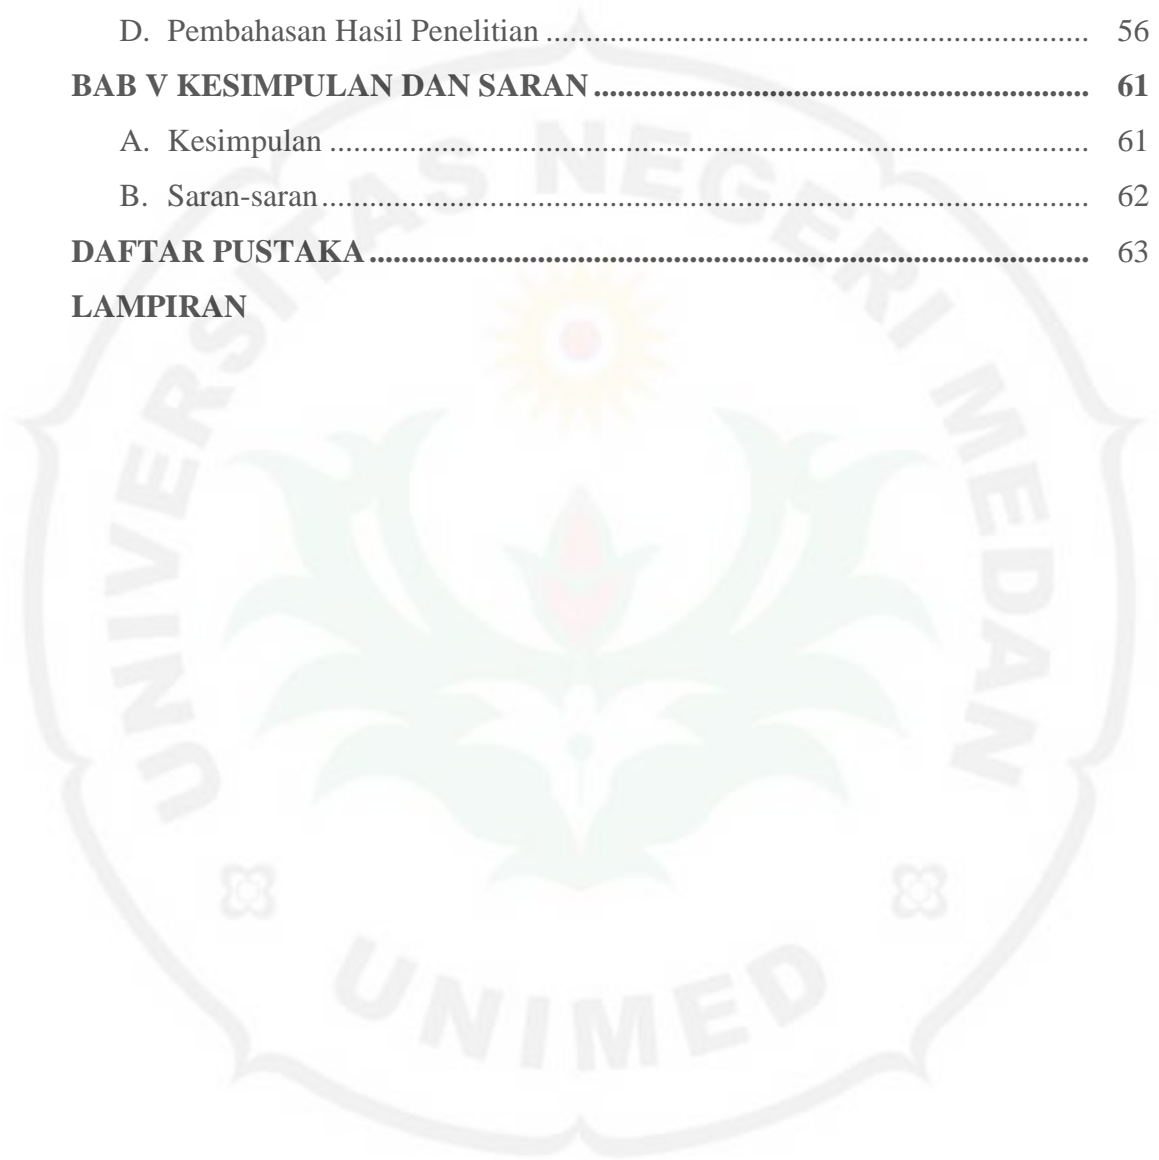 D. Pembahasan Hasil Penelitian ..................................................................... 56
BAB V KESIMPULAN DAN SARAN............................................................... 61
A. Kesimpulan ................................................................................................ 61
B. Saran-saran................................................................................................. 62
DAFTAR PUSTAKA........................................................................................... 63
LAMPIRAN
UNIVERSITAS NEGERI MEDAN
UNIMED